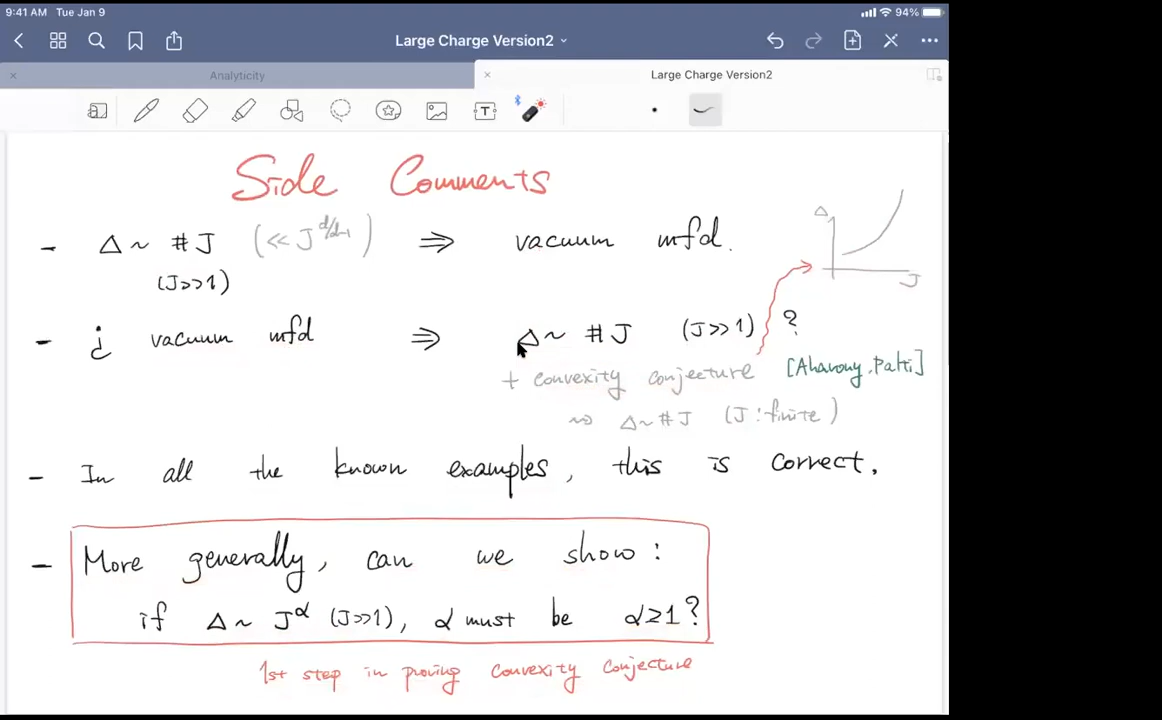 9:41 AM Tue Jan 9
94%
Large Charge Version2
Analyticity
Large Charge Version2
Side Comments
- Δ ~ #J (≪ J^{d/d-1}) ⇒ vacuum mfd.
(J>>1)
Δ
J
- ¿ vacuum mfd ⇒ Δ ~ #J (J>>1) ?
+ convexity conjecture [Aharony, Palti]
⇝ Δ~#J (J: finite)
- In all the known examples, this is correct.
- More generally, can we show:
if Δ ~ J^α (J>>1), α must be α≥1?
1st step in proving convexity conjecture